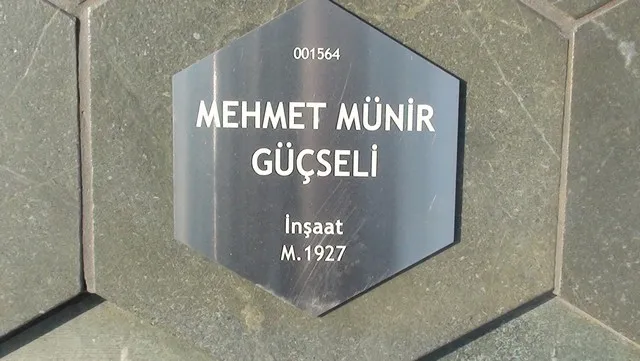 001564
MEHMET MÜNİR
GÜÇSELİ
İnşaat
M.1927